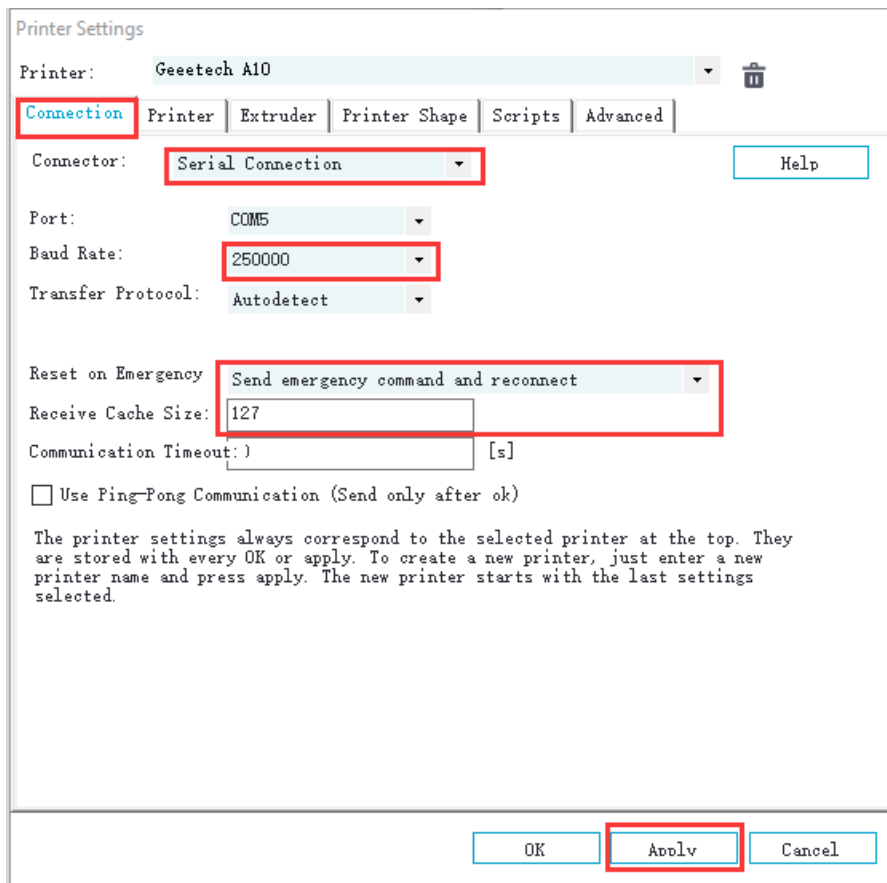 Printer Settings
Printer: Geeetech A10
Connection Printer Extruder Printer Shape Scripts Advanced
Connector: Serial Connection Help
Port: COM5
Baud Rate: 250000
Transfer Protocol: Autodetect
Reset on Emergency Send emergency command and reconnect
Receive Cache Size: 127
Communication Timeout: [s]
Use Ping-Pong Communication (Send only after ok)
The printer settings always correspond to the selected printer at the top. They
are stored with every OK or apply. To create a new printer, just enter a new
printer name and press apply. The new printer starts with the last settings
selected.
OK Apply Cancel